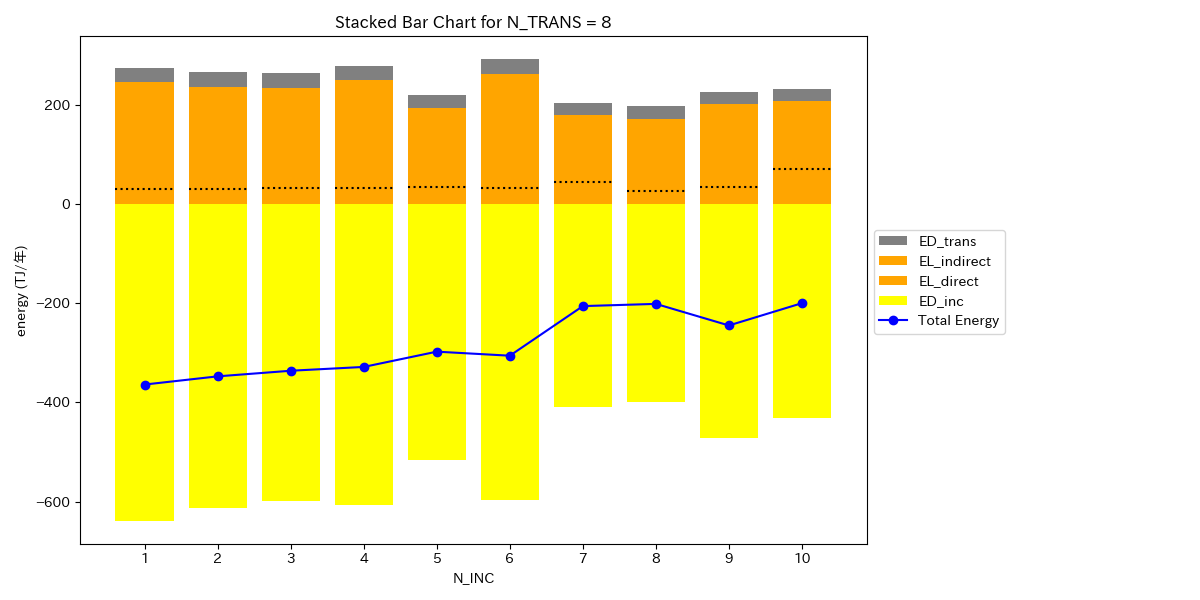 Stacked Bar Chart for N_TRANS = 8
energy (TJ/年)
200
0
−200
−400
−600
1 2 3 4 5 6 7 8 9 10
N_INC
ED_trans
EL_indirect
EL_direct
ED_inc
Total Energy